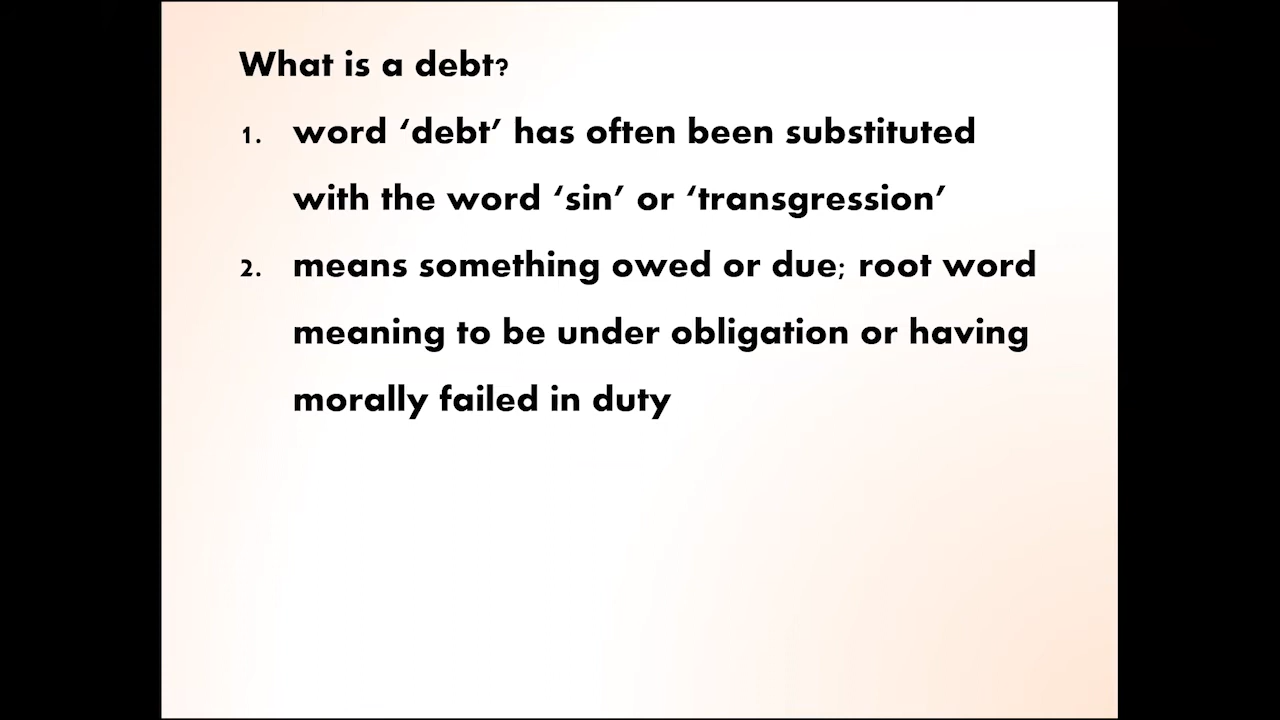 What is a debt?
1. word ‘debt’ has often been substituted
with the word ‘sin’ or ‘transgression’
2. means something owed or due; root word
meaning to be under obligation or having
morally failed in duty